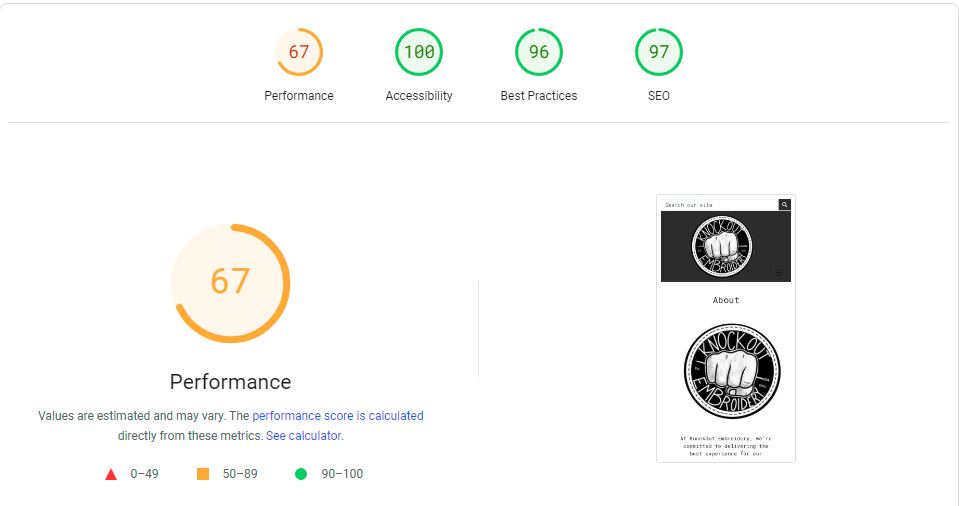 67
100
96
97
Performance
Accessibility
Best Practices
SEO
67
Performance
Values are estimated and may vary. The performance score is calculated
directly from these metrics. See calculator.
0–49
50–89
90–100
Search our site
KNOCKOUT
EMBROIDERY
About
KNOCKOUT
EMBROIDERY
At KnockOut Embroidery, we're
committed to delivering the
best experience for our